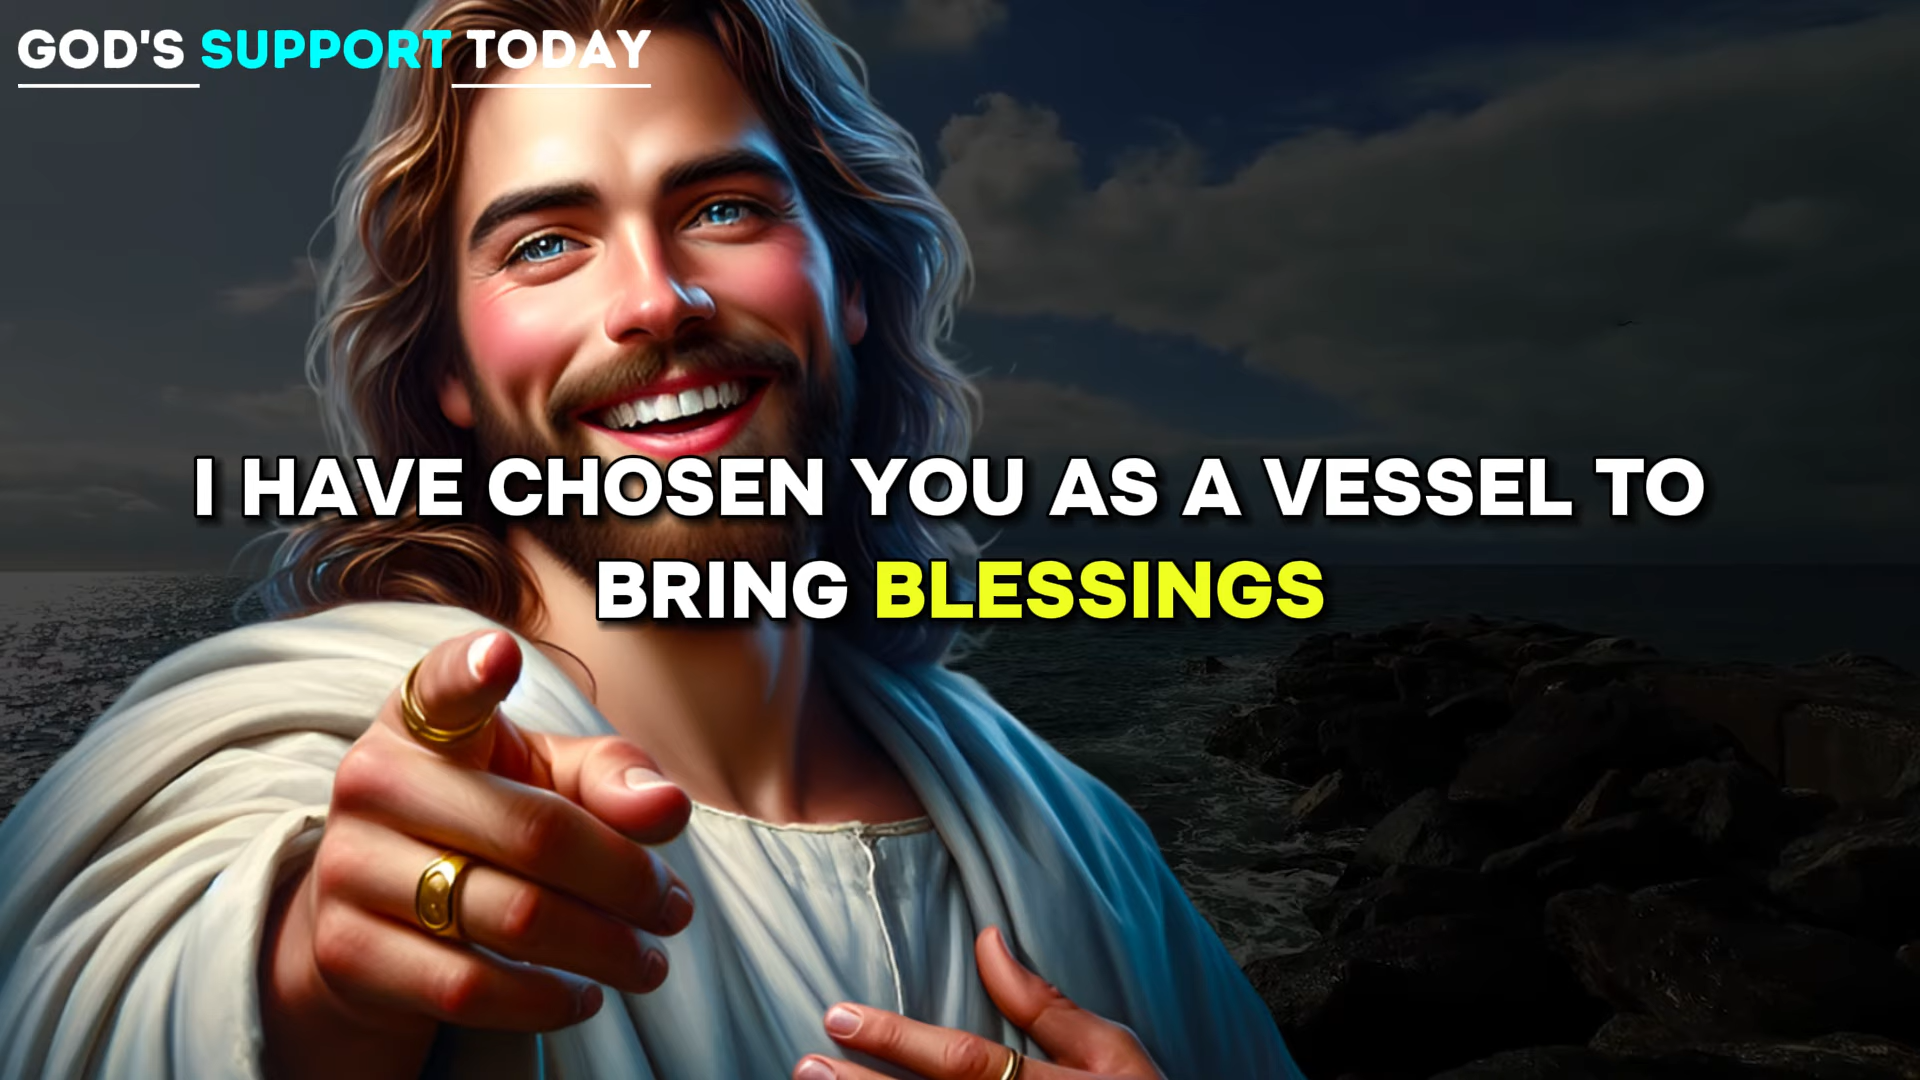 GOD'S SUPPORT TODAY
I HAVE CHOSEN YOU AS A VESSEL TO
BRING BLESSINGS